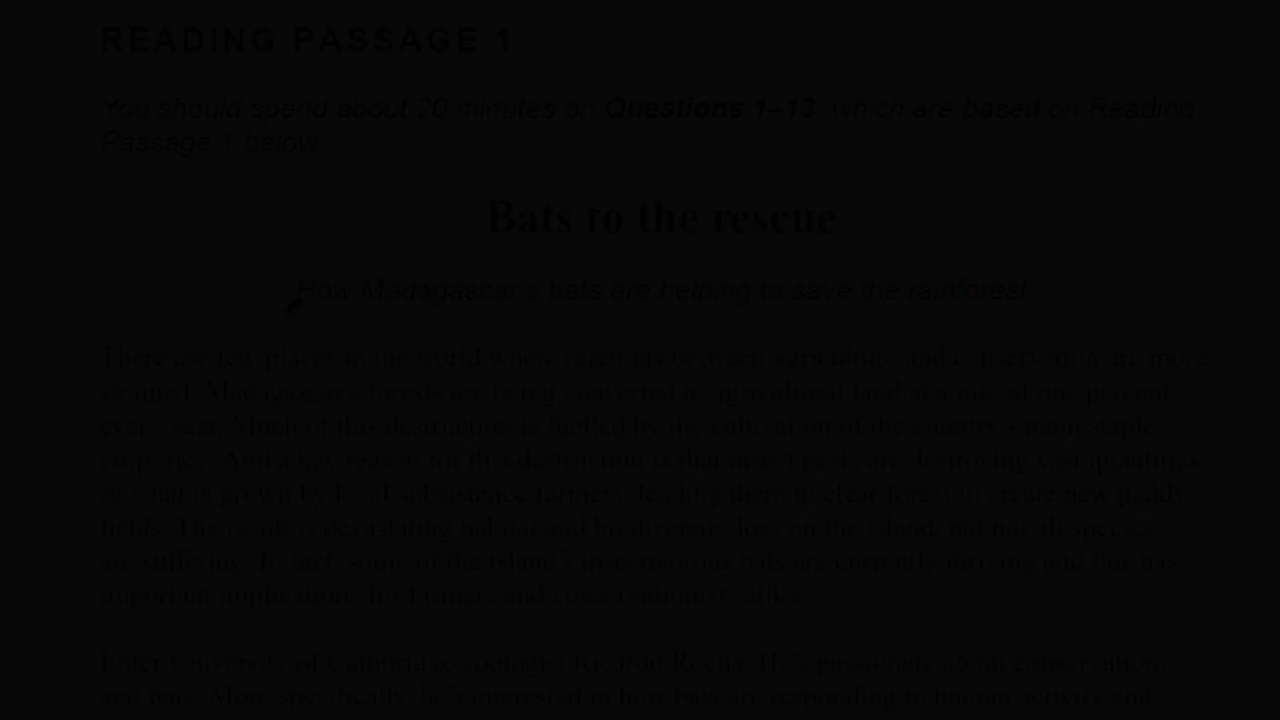 READING PASSAGE 1
You should spend about 20 minutes on Questions 1–13, which are based on Reading
Passage 1 below.
Bats to the rescue
How Madagascar's bats are helping to save the rainforest
There are few places in the world where relations between agriculture and conservation are more
strained. Madagascar's forests are being converted to agricultural land at a rate of one percent
every year. Much of this destruction is fuelled by the cultivation of the country's main staple
crop: rice. And a key reason for this destruction is that insect pests are destroying vast quantities
of what is grown by local subsistence farmers, leading them to clear forest to create new paddy
fields. The result is devastating habitat and biodiversity loss on the island, but not all species
are suffering. In fact, some of the island's insectivorous bats are currently thriving and this has
important implications for farmers and conservationists alike.
Enter University of Cambridge zoologist Ricardo Rocha. He's passionate about conservation,
and bats. More specifically, he's interested in how bats are responding to human activity and